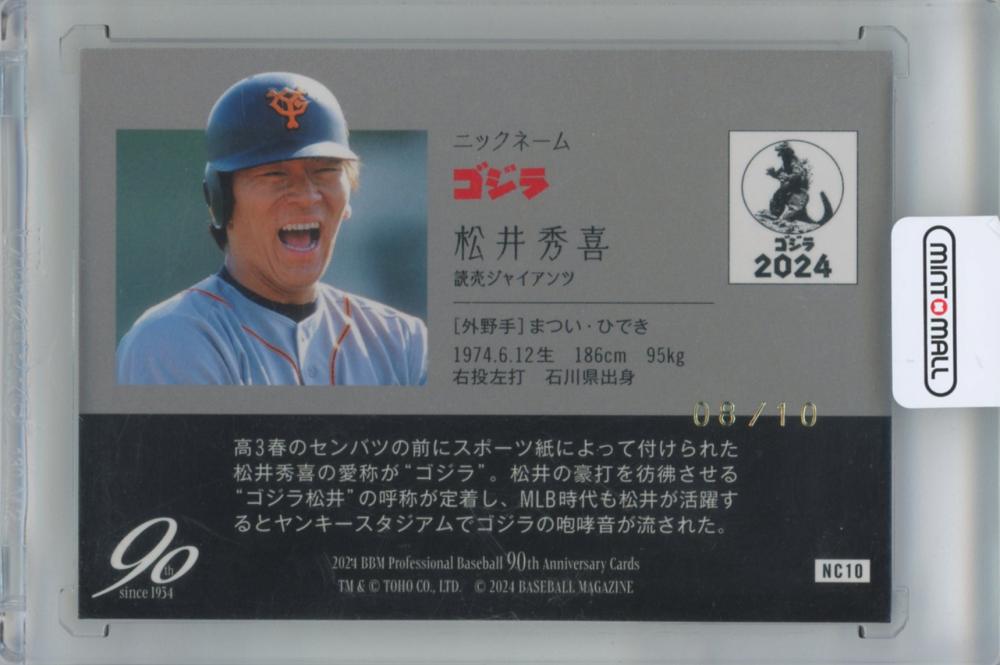 ニックネーム
ゴジラ
松井秀喜
読売ジャイアンツ
[外野手]まつい・ひでき
1974.6.12生 186cm 95kg
右投左打 石川県出身
ゴジラ
2024
MINT MALL
08/10
高3春のセンバツの前にスポーツ紙によって付けられた
松井秀喜の愛称が“ゴジラ”。松井の豪打を彷彿させる
“ゴジラ松井”の呼称が定着し、MLB時代も松井が活躍す
るとヤンキースタジアムでゴジラの咆哮音が流された。
90th
since 1934
2024 BBM Professional Baseball 90th Anniversary Cards
TM & © TOHO CO., LTD. © 2024 BASEBALL MAGAZINE
NC10